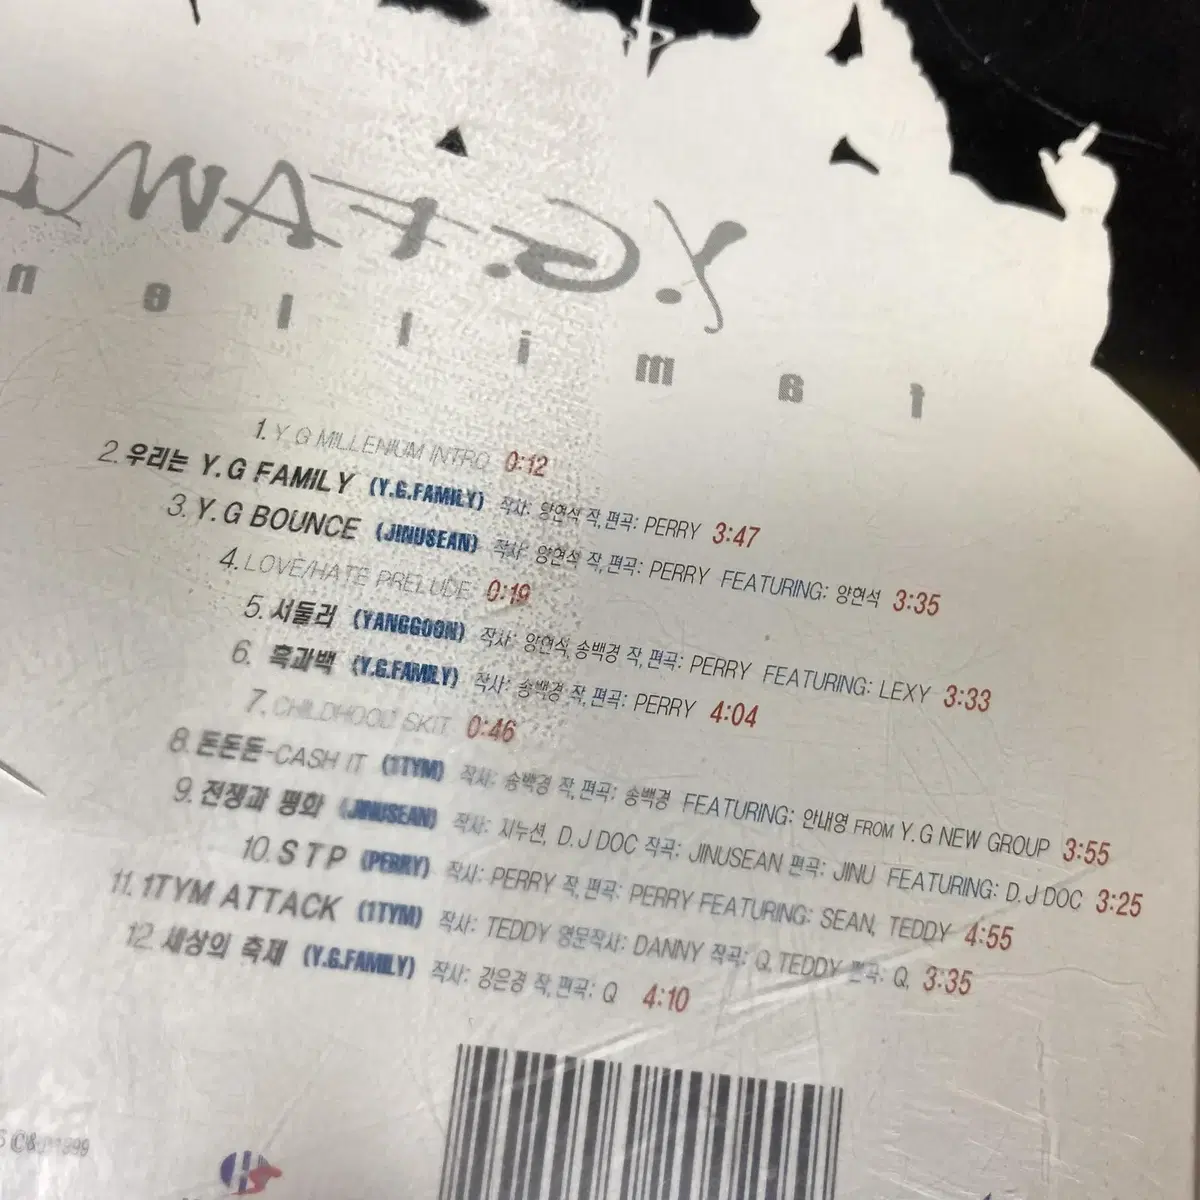 Y.G.FAMI
famillen
1. Y.G MILLENIUM INTRO 0:12
2. 우리는 Y.G FAMILY (Y.G.FAMILY) 작사: 양현석 작,편곡: PERRY 3:47
3. Y.G BOUNCE (JINUSEAN) 작사: 양현석 작,편곡: PERRY FEATURING: 양현석 3:35
4. LOVE/HATE PRELUDE 0:19
5. 서둘러 (YANGGOON) 작사: 양현석,송백경 작,편곡: PERRY FEATURING: LEXY 3:33
6. 흑과백 (Y.G.FAMILY) 작사: 송백경 작,편곡: PERRY 4:04
7. CHILDHOOD SKIT 0:46
8. 돈돈돈-CASH IT (1TYM) 작사: 송백경 작,편곡: 송백경 FEATURING: 안내영 FROM Y.G NEW GROUP 3:55
9. 전쟁과 평화 (JINUSEAN) 작사: 지누션, D.J DOC 작곡: JINUSEAN 편곡: JINU FEATURING: D.J DOC 3:25
10. S T P (PERRY) 작사: PERRY 작,편곡: PERRY FEATURING: SEAN, TEDDY 4:55
11. 1TYM ATTACK (1TYM) 작사: TEDDY 영문작사: DANNY 작곡: Q, TEDDY 편곡: Q, 3:35
12. 세상의 축제 (Y.G.FAMILY) 작사: 강은경 작,편곡: Q 4:10
1999